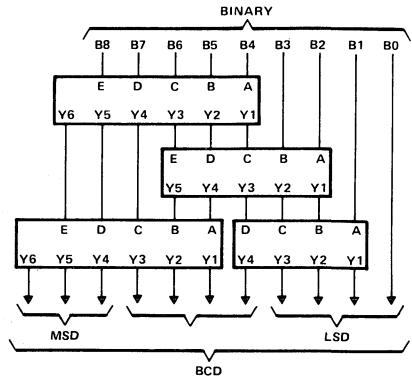 BINARY
B8 B7 B6 B5 B4 B3 B2 B1 B0
E D C B A
Y6 Y5 Y4 Y3 Y2 Y1
E D C B A
Y5 Y4 Y3 Y2 Y1
E D C B A D C B A
Y6 Y5 Y4 Y3 Y2 Y1 Y4 Y3 Y2 Y1
MSD LSD
BCD